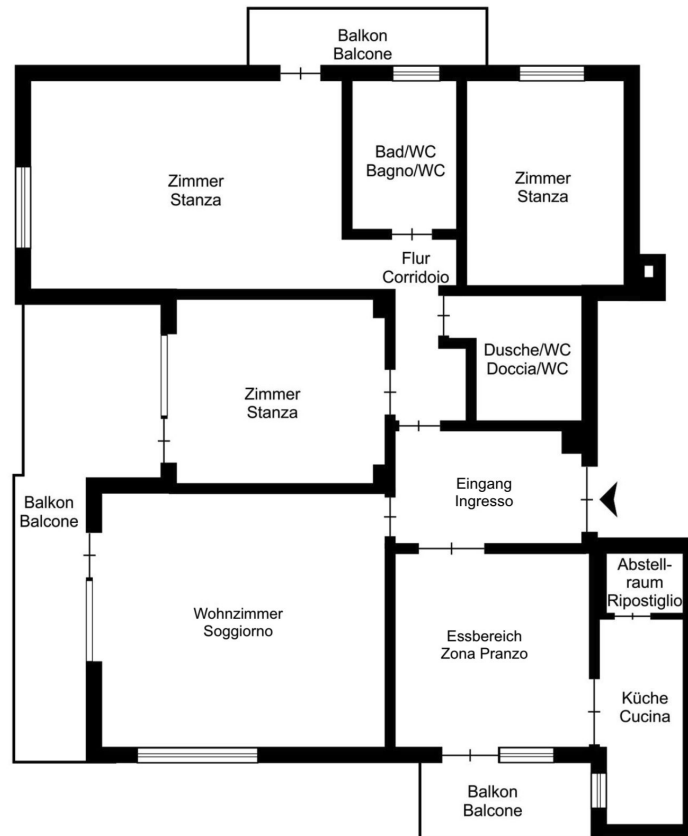 Balkon
Balcone
Bad/WC
Bagno/WC
Zimmer
Stanza
Zimmer
Stanza
Flur
Corridoio
Dusche/WC
Doccia/WC
Zimmer
Stanza
Balkon
Balcone
Eingang
Ingresso
Abstell-
raum
Ripostiglio
Wohnzimmer
Soggiorno
Essbereich
Zona Pranzo
Küche
Cucina
Balkon
Balcone